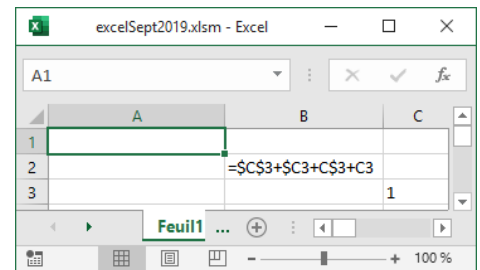 excelSept2019.xlsm - Excel
A1
fx
A B C
1
2 =$C$3+$C3+C$3+C3
3 1
Feuil1 ...
100 %